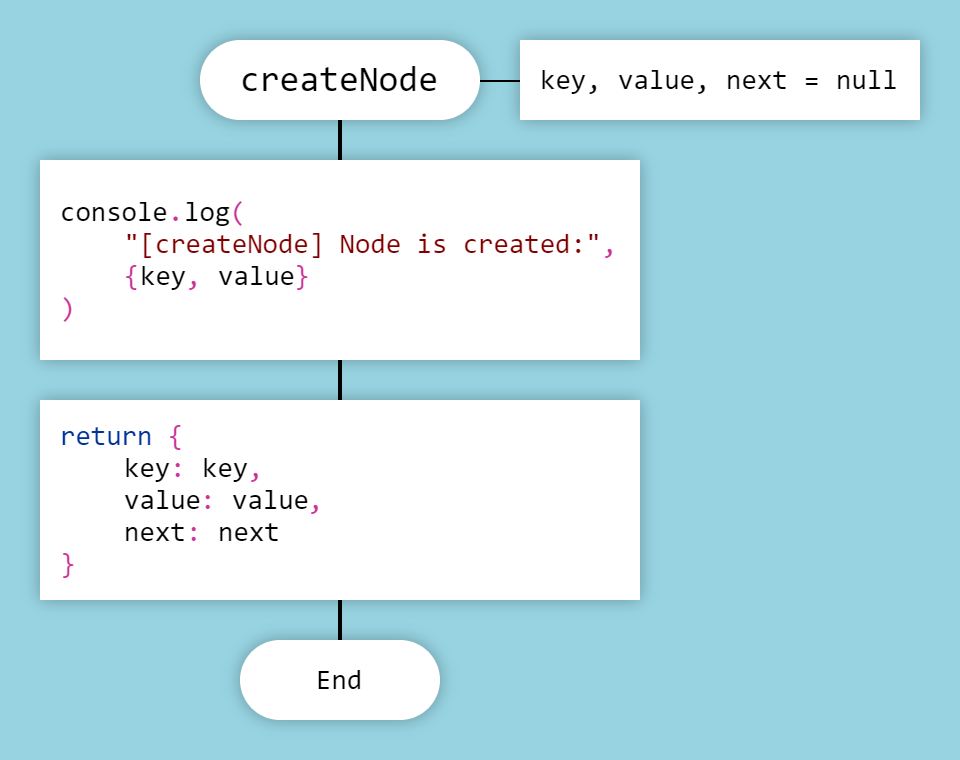 createNode
key, value, next = null
console.log(
"[createNode] Node is created:",
{key, value}
)
return {
key: key,
value: value,
next: next
}
End